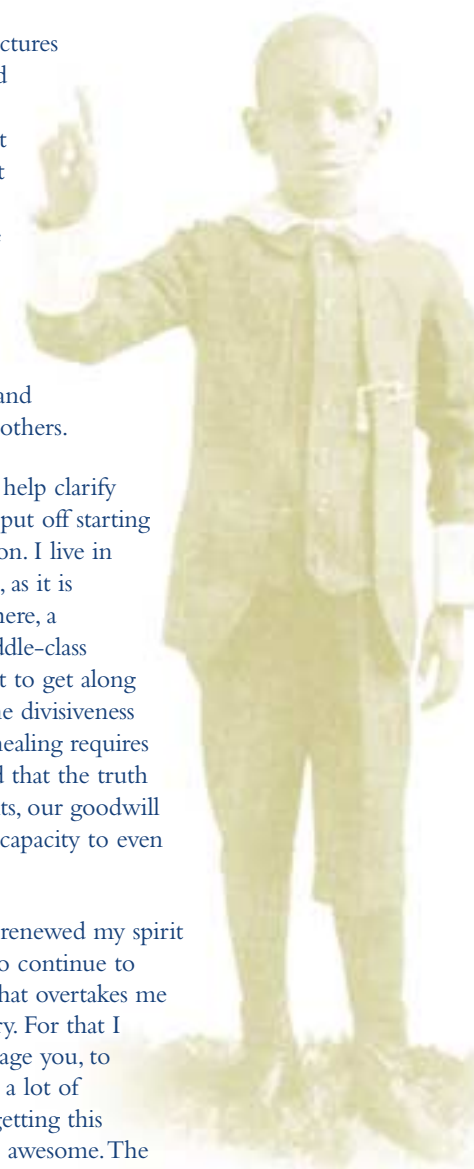 ctures
d
t
t
and
others.
help clarify
put off starting
on. I live in
, as it is
here, a
ddle-class
t to get along
ne divisiveness
healing requires
d that the truth
ts, our goodwill
capacity to even
renewed my spirit
o continue to
hat overtakes me
ry. For that I
age you, to
a lot of
getting this
awesome. The